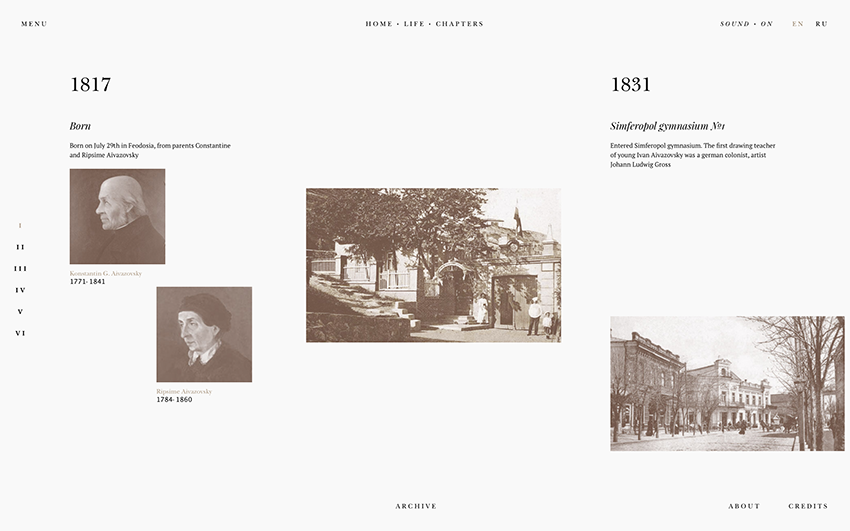 MENU
HOME • LIFE • CHAPTERS
SOUND • ON
EN RU
1817
Born
Born on July 29th in Feodosia, from parents Constantine
and Ripsime Aivazovsky
Konstantin G. Aivazovsky
1771-1841
Ripsime Aivazovsky
1784-1860
1831
Simferopol gymnasium №1
Entered Simferopol gymnasium. The first drawing teacher
of young Ivan Aivazovsky was a german colonist, artist
Johann Ludwig Gross
I
II
III
IV
V
VI
ARCHIVE
ABOUT
CREDITS